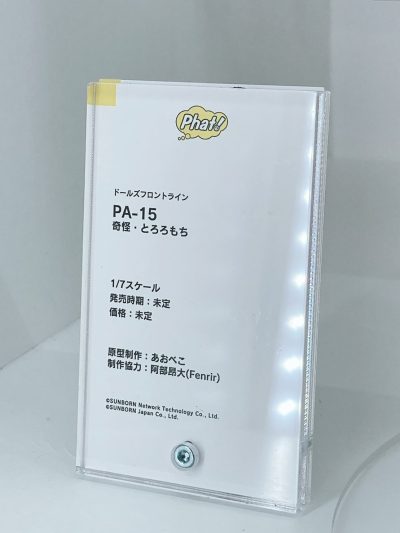 Phat!
ドールズフロントライン
PA-15
奇怪・とろろもち
1/7スケール
発売時期：未定
価格：未定
原型制作：あおべこ
制作協力：阿部昂大(Fenrir)
©SUNBORN Network Technology Co., Ltd.
©SUNBORN Japan Co., Ltd.